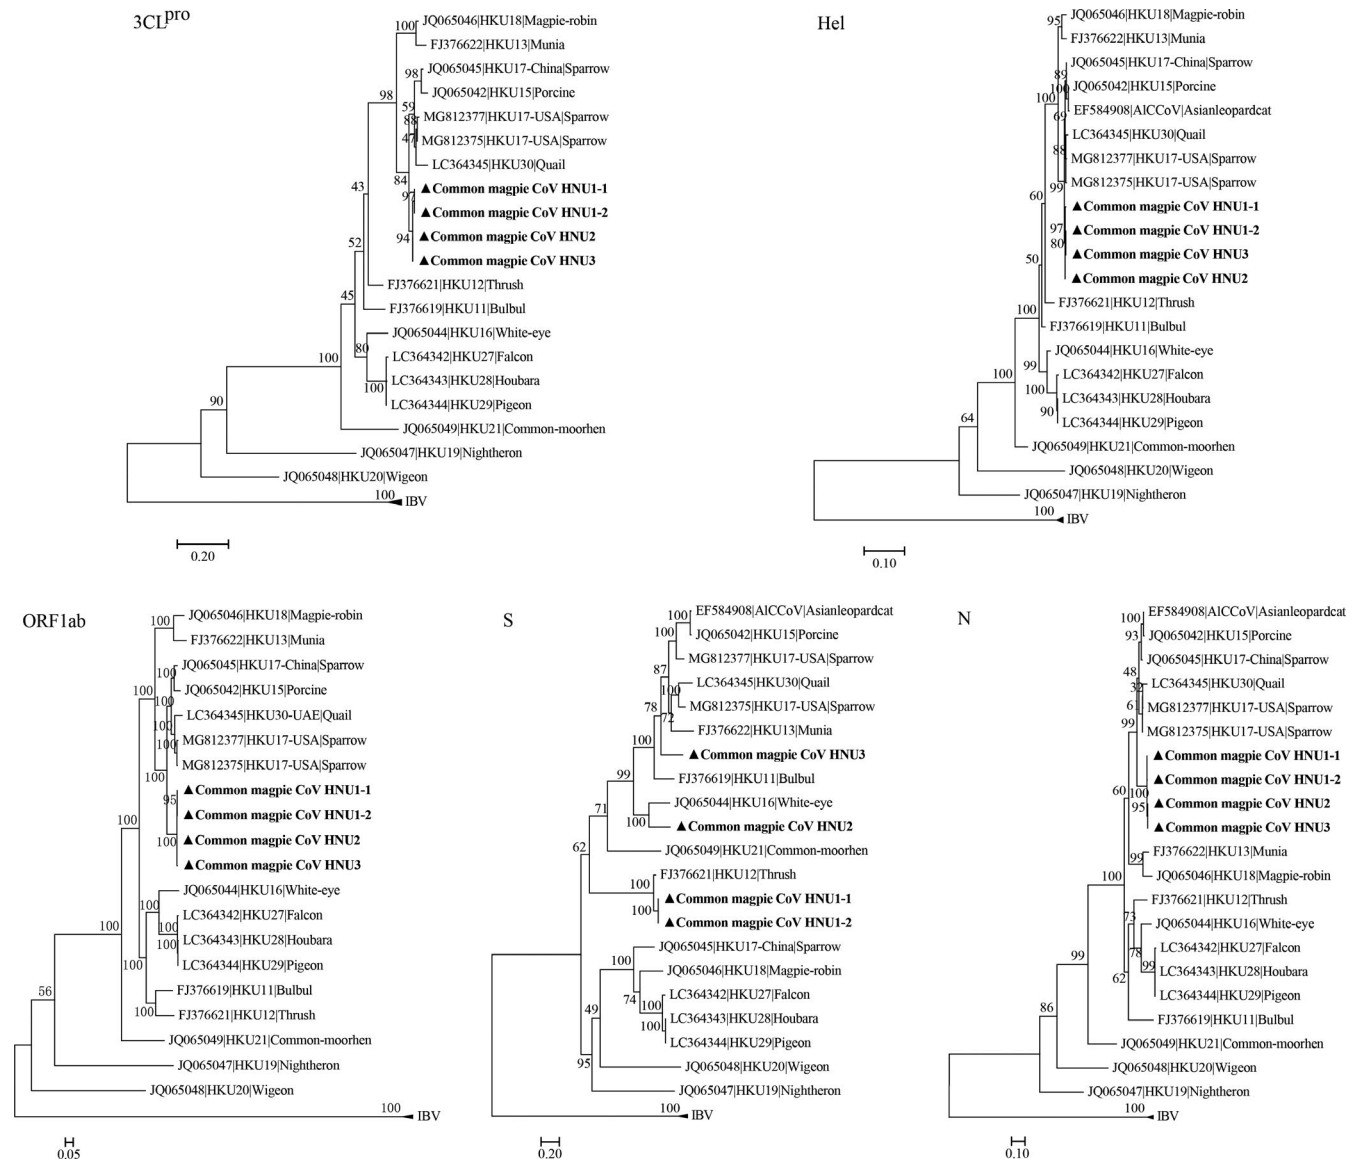 3CLpro
100
JQ065046|HKU18|Magpie-robin
FJ376622|HKU13|Munia
98
JQ065045|HKU17-China|Sparrow
98
JQ065042|HKU15|Porcine
59
MG812377|HKU17-USA|Sparrow
88
47
MG812375|HKU17-USA|Sparrow
LC364345|HKU30|Quail
43
84
▲Common magpie CoV HNU1-1
97
▲Common magpie CoV HNU1-2
52
94
▲Common magpie CoV HNU2
▲Common magpie CoV HNU3
FJ376621|HKU12|Thrush
45
FJ376619|HKU11|Bulbul
JQ065044|HKU16|White-eye
80
100
LC364342|HKU27|Falcon
LC364343|HKU28|Houbara
100
LC364344|HKU29|Pigeon
90
JQ065049|HKU21|Common-moorhen
JQ065047|HKU19|Nightheron
JQ065048|HKU20|Wigeon
100
IBV
0.20
Hel
95
JQ065046|HKU18|Magpie-robin
FJ376622|HKU13|Munia
JQ065045|HKU17-China|Sparrow
89
JQ065042|HKU15|Porcine
100
100
EF584908|AlCCoV|Asianleopardcat
69
LC364345|HKU30|Quail
88
MG812377|HKU17-USA|Sparrow
MG812375|HKU17-USA|Sparrow
99
60
▲Common magpie CoV HNU1-1
97
▲Common magpie CoV HNU1-2
80
▲Common magpie CoV HNU3
50
▲Common magpie CoV HNU2
FJ376621|HKU12|Thrush
100
FJ376619|HKU11|Bulbul
JQ065044|HKU16|White-eye
99
100
LC364342|HKU27|Falcon
100
LC364343|HKU28|Houbara
90
LC364344|HKU29|Pigeon
64
JQ065049|HKU21|Common-moorhen
JQ065048|HKU20|Wigeon
JQ065047|HKU19|Nightheron
100
IBV
0.10
ORF1ab
JQ065046|HKU18|Magpie-robin
100
FJ376622|HKU13|Munia
JQ065045|HKU17-China|Sparrow
100
100
JQ065042|HKU15|Porcine
100
LC364345|HKU30-UAE|Quail
100
MG812377|HKU17-USA|Sparrow
100
MG812375|HKU17-USA|Sparrow
100
▲Common magpie CoV HNU1-1
95
▲Common magpie CoV HNU1-2
100
▲Common magpie CoV HNU2
100
▲Common magpie CoV HNU3
JQ065044|HKU16|White-eye
100
LC364342|HKU27|Falcon
100
100
LC364343|HKU28|Houbara
100
LC364344|HKU29|Pigeon
100
FJ376619|HKU11|Bulbul
56
100
FJ376621|HKU12|Thrush
JQ065049|HKU21|Common-moorhen
JQ065047|HKU19|Nightheron
JQ065048|HKU20|Wigeon
100
IBV
0.05
S
100
EF584908|AlCCoV|Asianleopardcat
100
JQ065042|HKU15|Porcine
MG812377|HKU17-USA|Sparrow
87
LC364345|HKU30|Quail
100
78
MG812375|HKU17-USA|Sparrow
72
FJ376622|HKU13|Munia
100
▲Common magpie CoV HNU3
99
FJ376619|HKU11|Bulbul
JQ065044|HKU16|White-eye
71
100
▲Common magpie CoV HNU2
62
JQ065049|HKU21|Common-moorhen
FJ376621|HKU12|Thrush
100
▲Common magpie CoV HNU1-1
100
▲Common magpie CoV HNU1-2
JQ065045|HKU17-China|Sparrow
100
JQ065046|HKU18|Magpie-robin
74
LC364342|HKU27|Falcon
100
49
LC364343|HKU28|Houbara
100
LC364344|HKU29|Pigeon
95
JQ065048|HKU20|Wigeon
JQ065047|HKU19|Nightheron
100
IBV
0.20
N
EF584908|AlCCoV|Asianleopardcat
100
93
JQ065042|HKU15|Porcine
JQ065045|HKU17-China|Sparrow
48
LC364345|HKU30|Quail
61
MG812377|HKU17-USA|Sparrow
99
MG812375|HKU17-USA|Sparrow
▲Common magpie CoV HNU1-1
▲Common magpie CoV HNU1-2
60
100
95
▲Common magpie CoV HNU2
▲Common magpie CoV HNU3
FJ376622|HKU13|Munia
99
100
JQ065046|HKU18|Magpie-robin
FJ376621|HKU12|Thrush
73
JQ065044|HKU16|White-eye
78
LC364342|HKU27|Falcon
99
99
62
LC364343|HKU28|Houbara
LC364344|HKU29|Pigeon
86
FJ376619|HKU11|Bulbul
JQ065049|HKU21|Common-moorhen
JQ065048|HKU20|Wigeon
JQ065047|HKU19|Nightheron
100
IBV
0.10